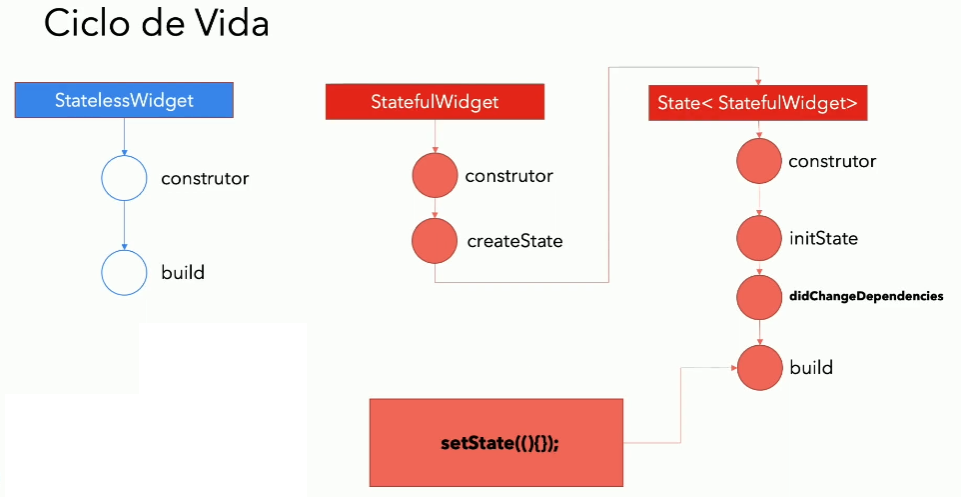 Ciclo de Vida
StatelessWidget
construtor
build
StatefulWidget
construtor
createState
State< StatefulWidget>
construtor
initState
didChangeDependencies
build
setState((){});